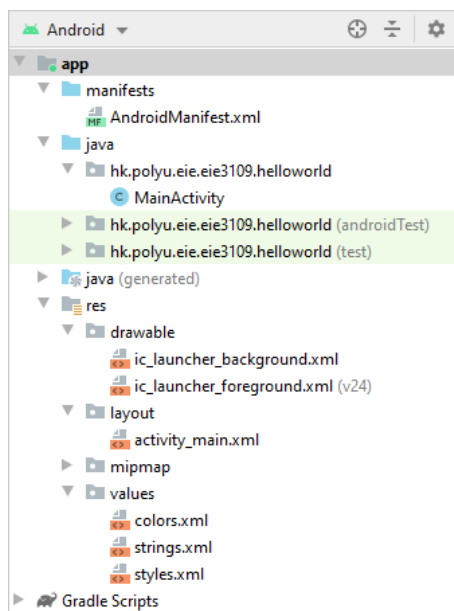 Android
app
manifests
MF AndroidManifest.xml
java
hk.polyu.eie.eie3109.helloworld
C MainActivity
hk.polyu.eie.eie3109.helloworld (androidTest)
hk.polyu.eie.eie3109.helloworld (test)
java (generated)
res
drawable
ic_launcher_background.xml
ic_launcher_foreground.xml (v24)
layout
activity_main.xml
mipmap
values
colors.xml
strings.xml
styles.xml
Gradle Scripts